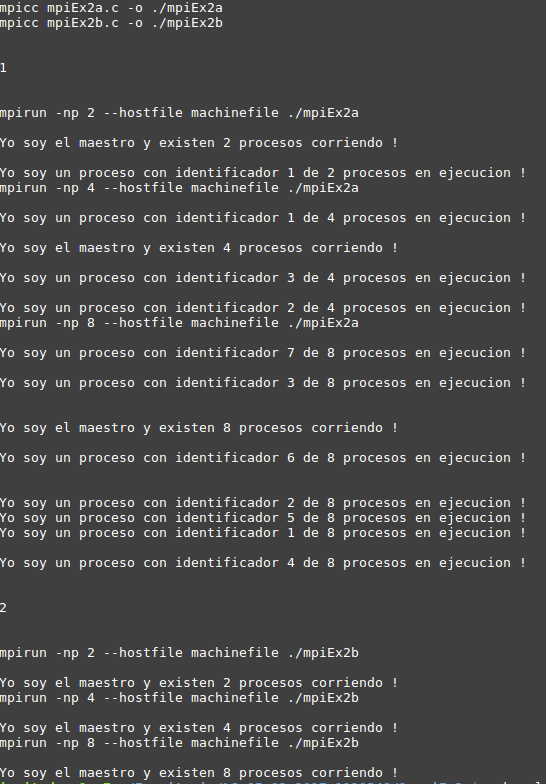 mpicc mpiEx2a.c -o ./mpiEx2a
mpicc mpiEx2b.c -o ./mpiEx2b
1
mpirun -np 2 --hostfile machinefile ./mpiEx2a
Yo soy el maestro y existen 2 procesos corriendo !
Yo soy un proceso con identificador 1 de 2 procesos en ejecucion !
mpirun -np 4 --hostfile machinefile ./mpiEx2a
Yo soy un proceso con identificador 1 de 4 procesos en ejecucion !
Yo soy el maestro y existen 4 procesos corriendo !
Yo soy un proceso con identificador 3 de 4 procesos en ejecucion !
Yo soy un proceso con identificador 2 de 4 procesos en ejecucion !
mpirun -np 8 --hostfile machinefile ./mpiEx2a
Yo soy un proceso con identificador 7 de 8 procesos en ejecucion !
Yo soy un proceso con identificador 3 de 8 procesos en ejecucion !
Yo soy el maestro y existen 8 procesos corriendo !
Yo soy un proceso con identificador 6 de 8 procesos en ejecucion !
Yo soy un proceso con identificador 2 de 8 procesos en ejecucion !
Yo soy un proceso con identificador 5 de 8 procesos en ejecucion !
Yo soy un proceso con identificador 1 de 8 procesos en ejecucion !
Yo soy un proceso con identificador 4 de 8 procesos en ejecucion !
2
mpirun -np 2 --hostfile machinefile ./mpiEx2b
Yo soy el maestro y existen 2 procesos corriendo !
mpirun -np 4 --hostfile machinefile ./mpiEx2b
Yo soy el maestro y existen 4 procesos corriendo !
mpirun -np 8 --hostfile machinefile ./mpiEx2b
Yo soy el maestro y existen 8 procesos corriendo !